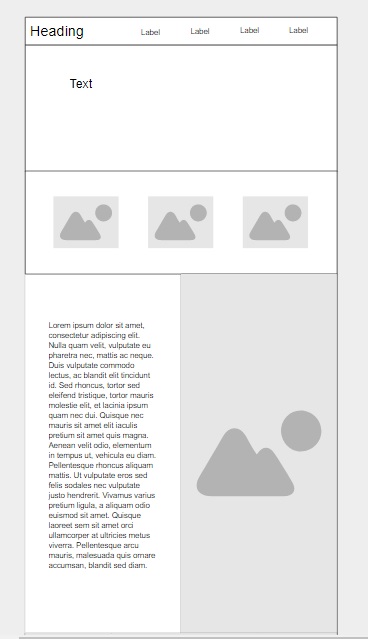 Heading
Label Label Label Label
Text
Lorem ipsum dolor sit amet,
consectetur adipiscing elit.
Nulla quam velit, vulputate eu
pharetra nec, mattis ac neque.
Duis vulputate commodo
lectus, ac blandit elit tincidunt
id. Sed rhoncus, tortor sed
eleifend tristique, tortor mauris
molestie elit, et lacinia ipsum
quam nec dui. Quisque nec
mauris sit amet elit iaculis
pretium sit amet quis magna.
Aenean velit odio, elementum
in tempus ut, vehicula eu diam.
Pellentesque rhoncus aliquam
mattis. Ut vulputate eros sed
felis sodales nec vulputate
justo hendrerit. Vivamus varius
pretium ligula, a aliquam odio
euismod sit amet. Quisque
laoreet sem sit amet orci
ullamcorper at ultricies metus
viverra. Pellentesque arcu
mauris, malesuada quis ornare
accumsan, blandit sed diam.